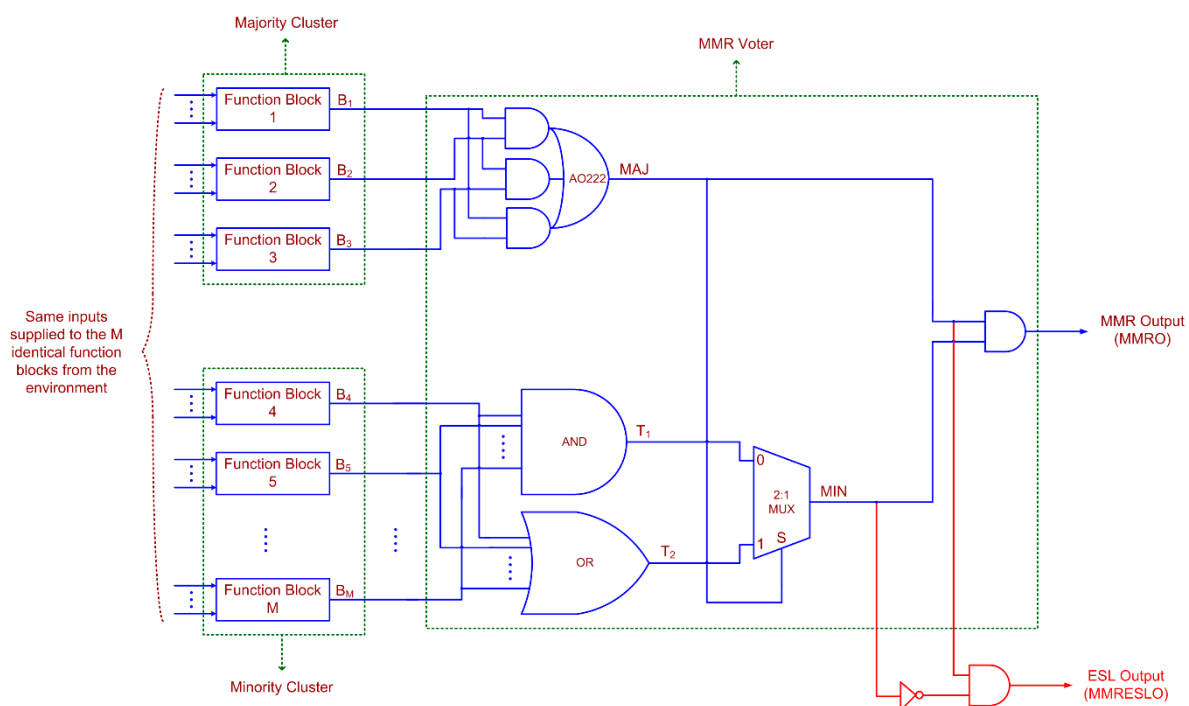 Majority Cluster
MMR Voter
Function Block
1
B1
Function Block
2
B2
Function Block
3
B3
AO222
MAJ
Same inputs
supplied to the M
identical function
blocks from the
environment
MMR Output
(MMRO)
Function Block
4
B4
Function Block
5
B5
Function Block
M
BM
AND
T1
OR
T2
0
2:1
MUX
1
S
MIN
Minority Cluster
ESL Output
(MMRESLO)